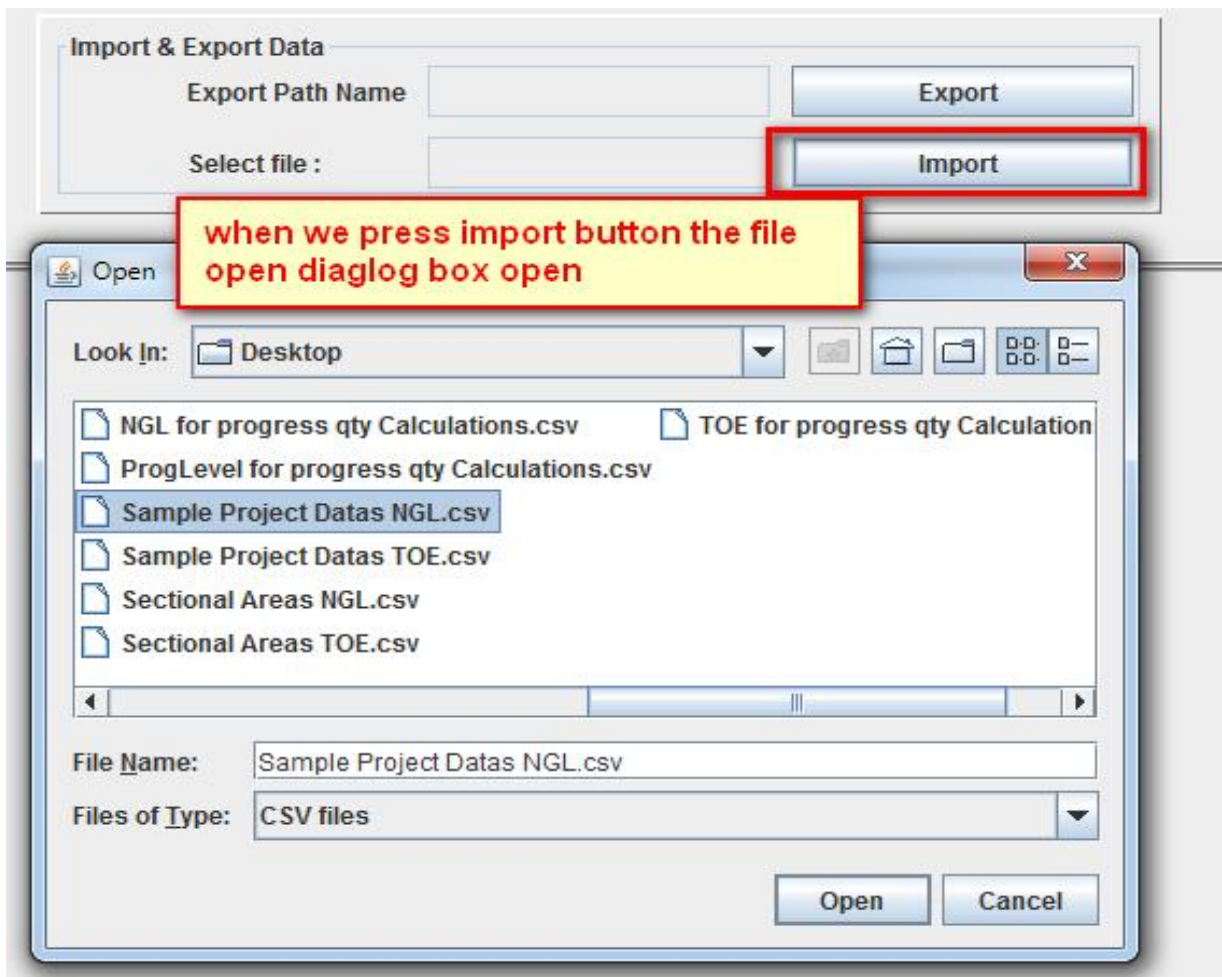 Import & Export Data
Export Path Name
Export
Select file :
Import
when we press import button the file
open diaglog box open
Open
Look In:
Desktop
NGL for progress qty Calculations.csv
TOE for progress qty Calculation
ProgLevel for progress qty Calculations.csv
Sample Project Datas NGL.csv
Sample Project Datas TOE.csv
Sectional Areas NGL.csv
Sectional Areas TOE.csv
File Name:
Sample Project Datas NGL.csv
Files of Type:
CSV files
Open
Cancel